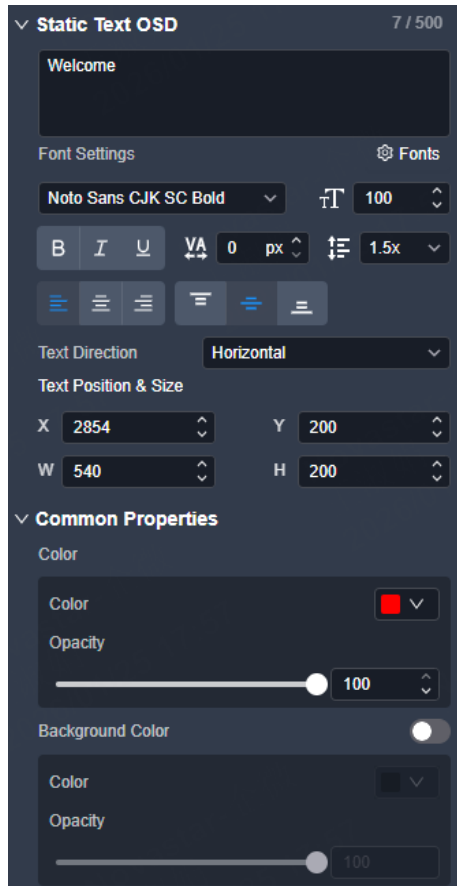 Static Text OSD 7 / 500
Welcome
Font Settings Fonts
Noto Sans CJK SC Bold TT 100
B I U VA 0 px 1.5x
Text Direction Horizontal
Text Position & Size
X 2854 Y 200
W 540 H 200
Common Properties
Color
Color
Opacity
100
Background Color
Color
Opacity
100